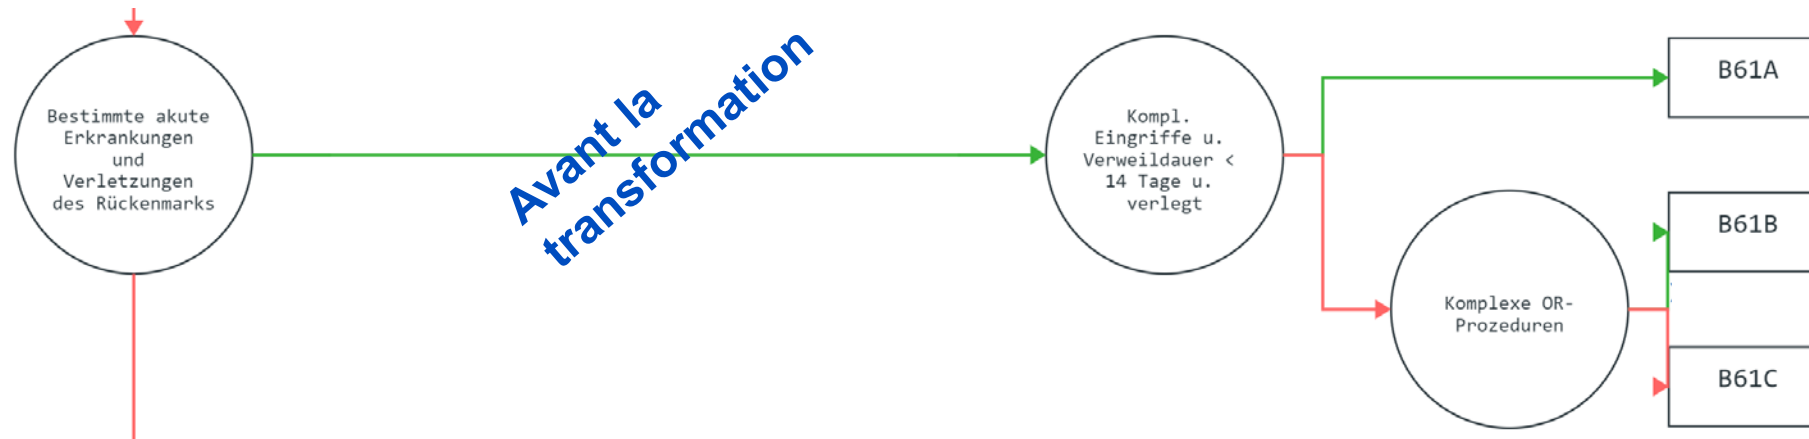 Bestimmte akute
Erkrankungen
und
Verletzungen
des Rückenmarks
Avant la
transformation
Kompl.
Eingriffe u.
Verweildauer <
14 Tage u.
verlegt
B61A
Komplexe OR-
Prozeduren
B61B
B61C